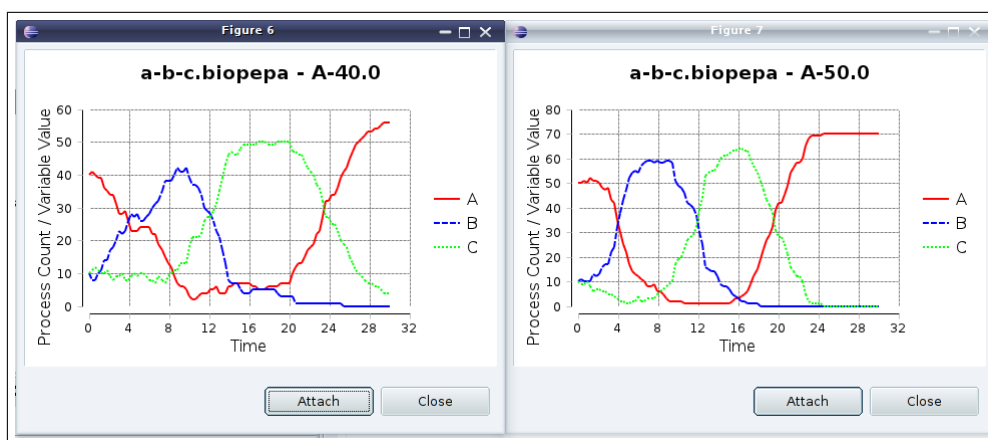 Figure 6
a-b-c.biopepa - A-40.0
Process Count / Variable Value
60
50
40
30
20
10
0
0 4 8 12 16 20 24 28 32
Time
A
B
C
Attach Close
Figure 7
a-b-c.biopepa - A-50.0
Process Count / Variable Value
80
70
60
50
40
30
20
10
0
0 4 8 12 16 20 24 28 32
Time
A
B
C
Attach Close